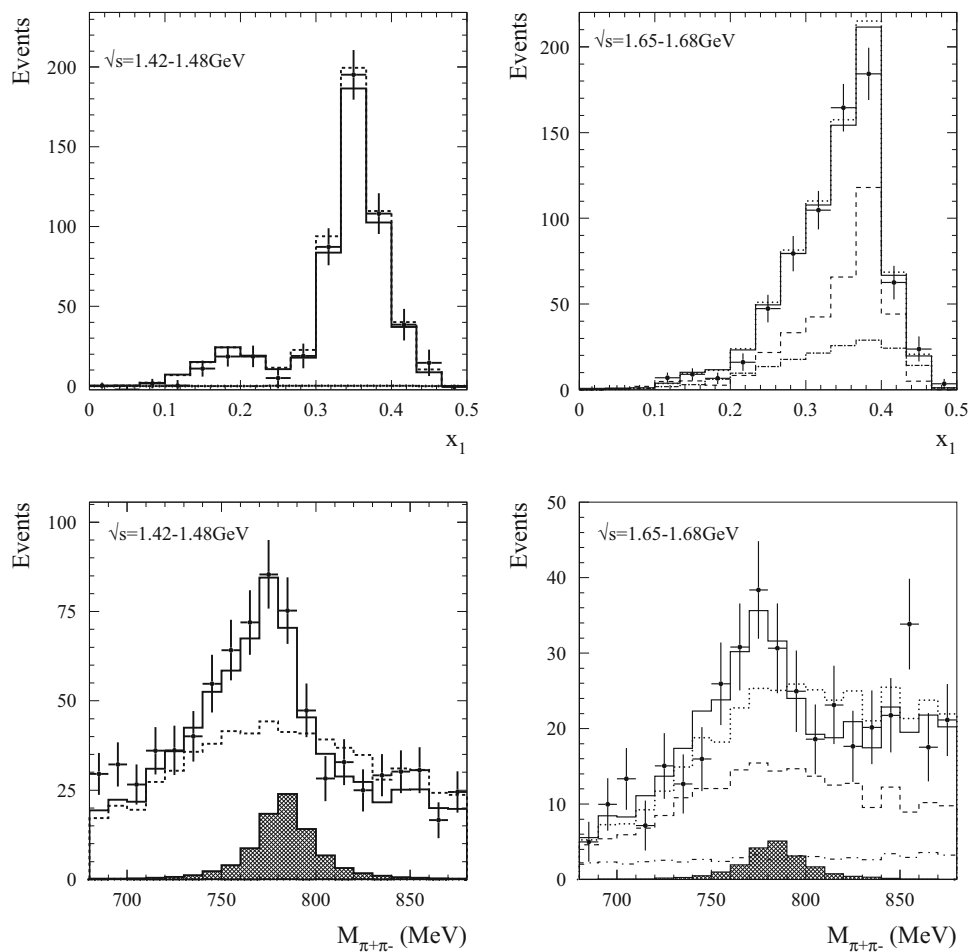 Events
√s=1.42-1.48GeV
200
150
100
50
0
0 0.1 0.2 0.3 0.4 0.5
x1
Events
√s=1.65-1.68GeV
200
150
100
50
0
0 0.1 0.2 0.3 0.4 0.5
x1
Events
√s=1.42-1.48GeV
100
75
50
25
0
700 750 800 850
Mπ+π- (MeV)
Events
√s=1.65-1.68GeV
50
40
30
20
10
0
700 750 800 850
Mπ+π- (MeV)